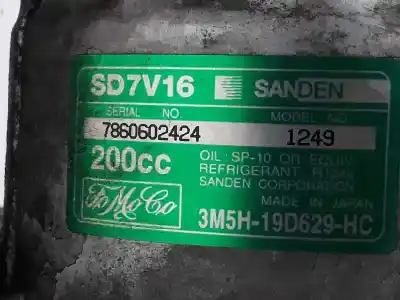 SD7V16 SANDEN
SERIAL NO. MODEL NO.
7860602424 1249
200cc OIL: SP-10 OR EQUIV
REFRIGERANT R134a
SANDEN CORPORATION
MADE IN JAPAN
FoMoCo 3M5H-19D629-HC